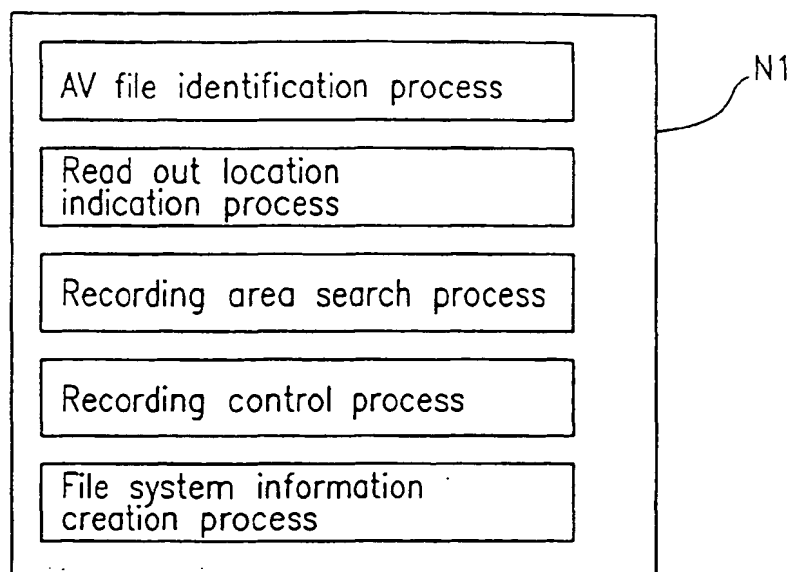 AV file identification process
N1
Read out location
indication process
Recording area search process
Recording control process
File system information
creation process